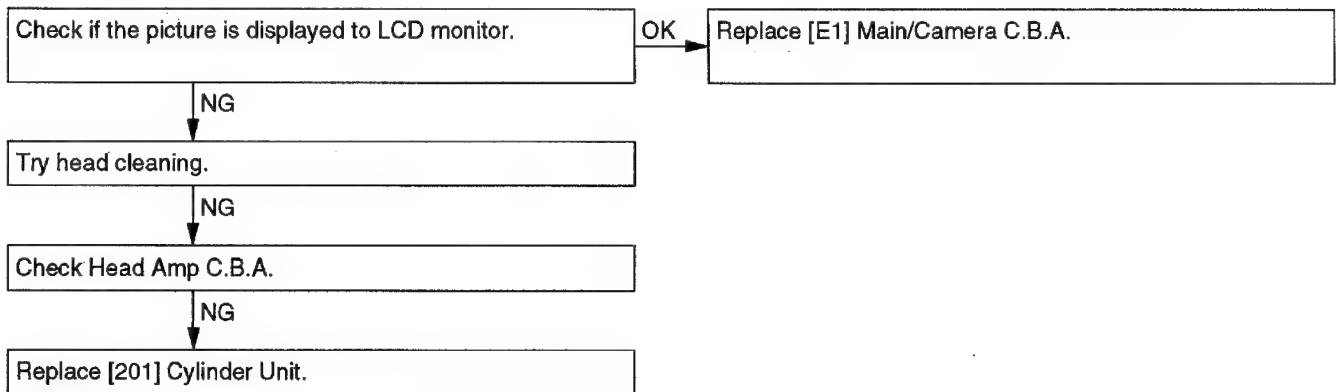 Check if the picture is displayed to LCD monitor.
OK
Replace [E1] Main/Camera C.B.A.
NG
Try head cleaning.
NG
Check Head Amp C.B.A.
NG
Replace [201] Cylinder Unit.